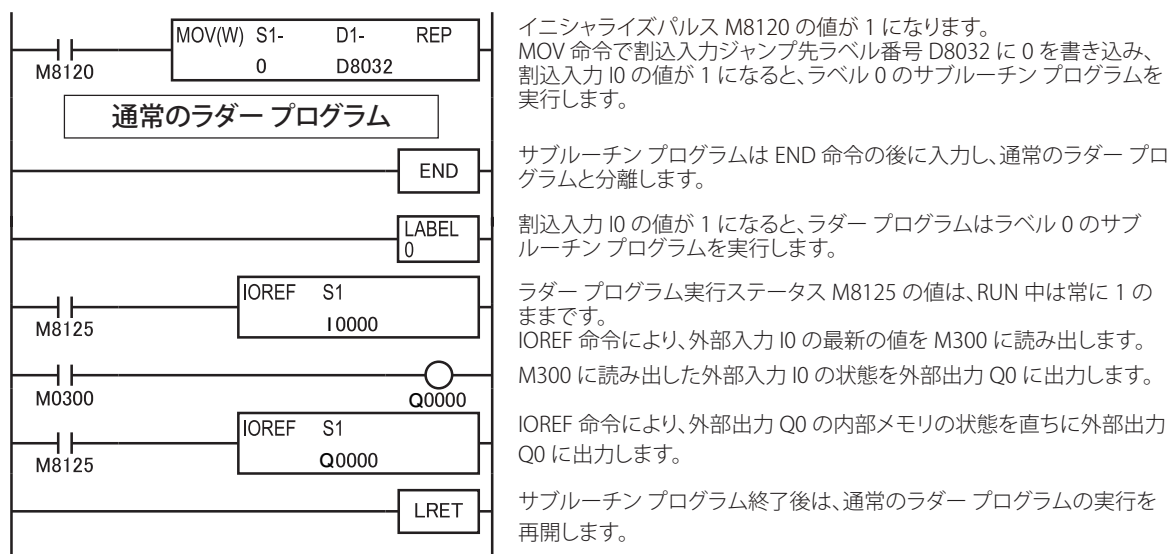 MOV(W) S1- D1- REP
0 D8032
M8120
イニシャライズパルス M8120 の値が 1 になります。
MOV 命令で割込入力ジャンプ先ラベル番号 D8032 に 0 を書き込み、
割込入力 I0 の値が 1 になると、ラベル 0 のサブルーチン プログラムを
実行します。
通常のラダー プログラム
END
サブルーチン プログラムは END 命令の後に入力し、通常のラダー プロ
グラムと分離します。
LABEL
0
割込入力 I0 の値が 1 になると、ラダー プログラムはラベル 0 のサブ
ルーチン プログラムを実行します。
IOREF S1
I0000
M8125
ラダー プログラム実行ステータス M8125 の値は、RUN 中は常に 1 の
ままです。
IOREF 命令により、外部入力 I0 の最新の値を M300 に読み出します。
M0300
Q0000
M300 に読み出した外部入力 I0 の状態を外部出力 Q0 に出力します。
IOREF S1
Q0000
M8125
IOREF 命令により、外部出力 Q0 の内部メモリの状態を直ちに外部出力
Q0 に出力します。
LRET
サブルーチン プログラム終了後は、通常のラダー プログラムの実行を
再開します。